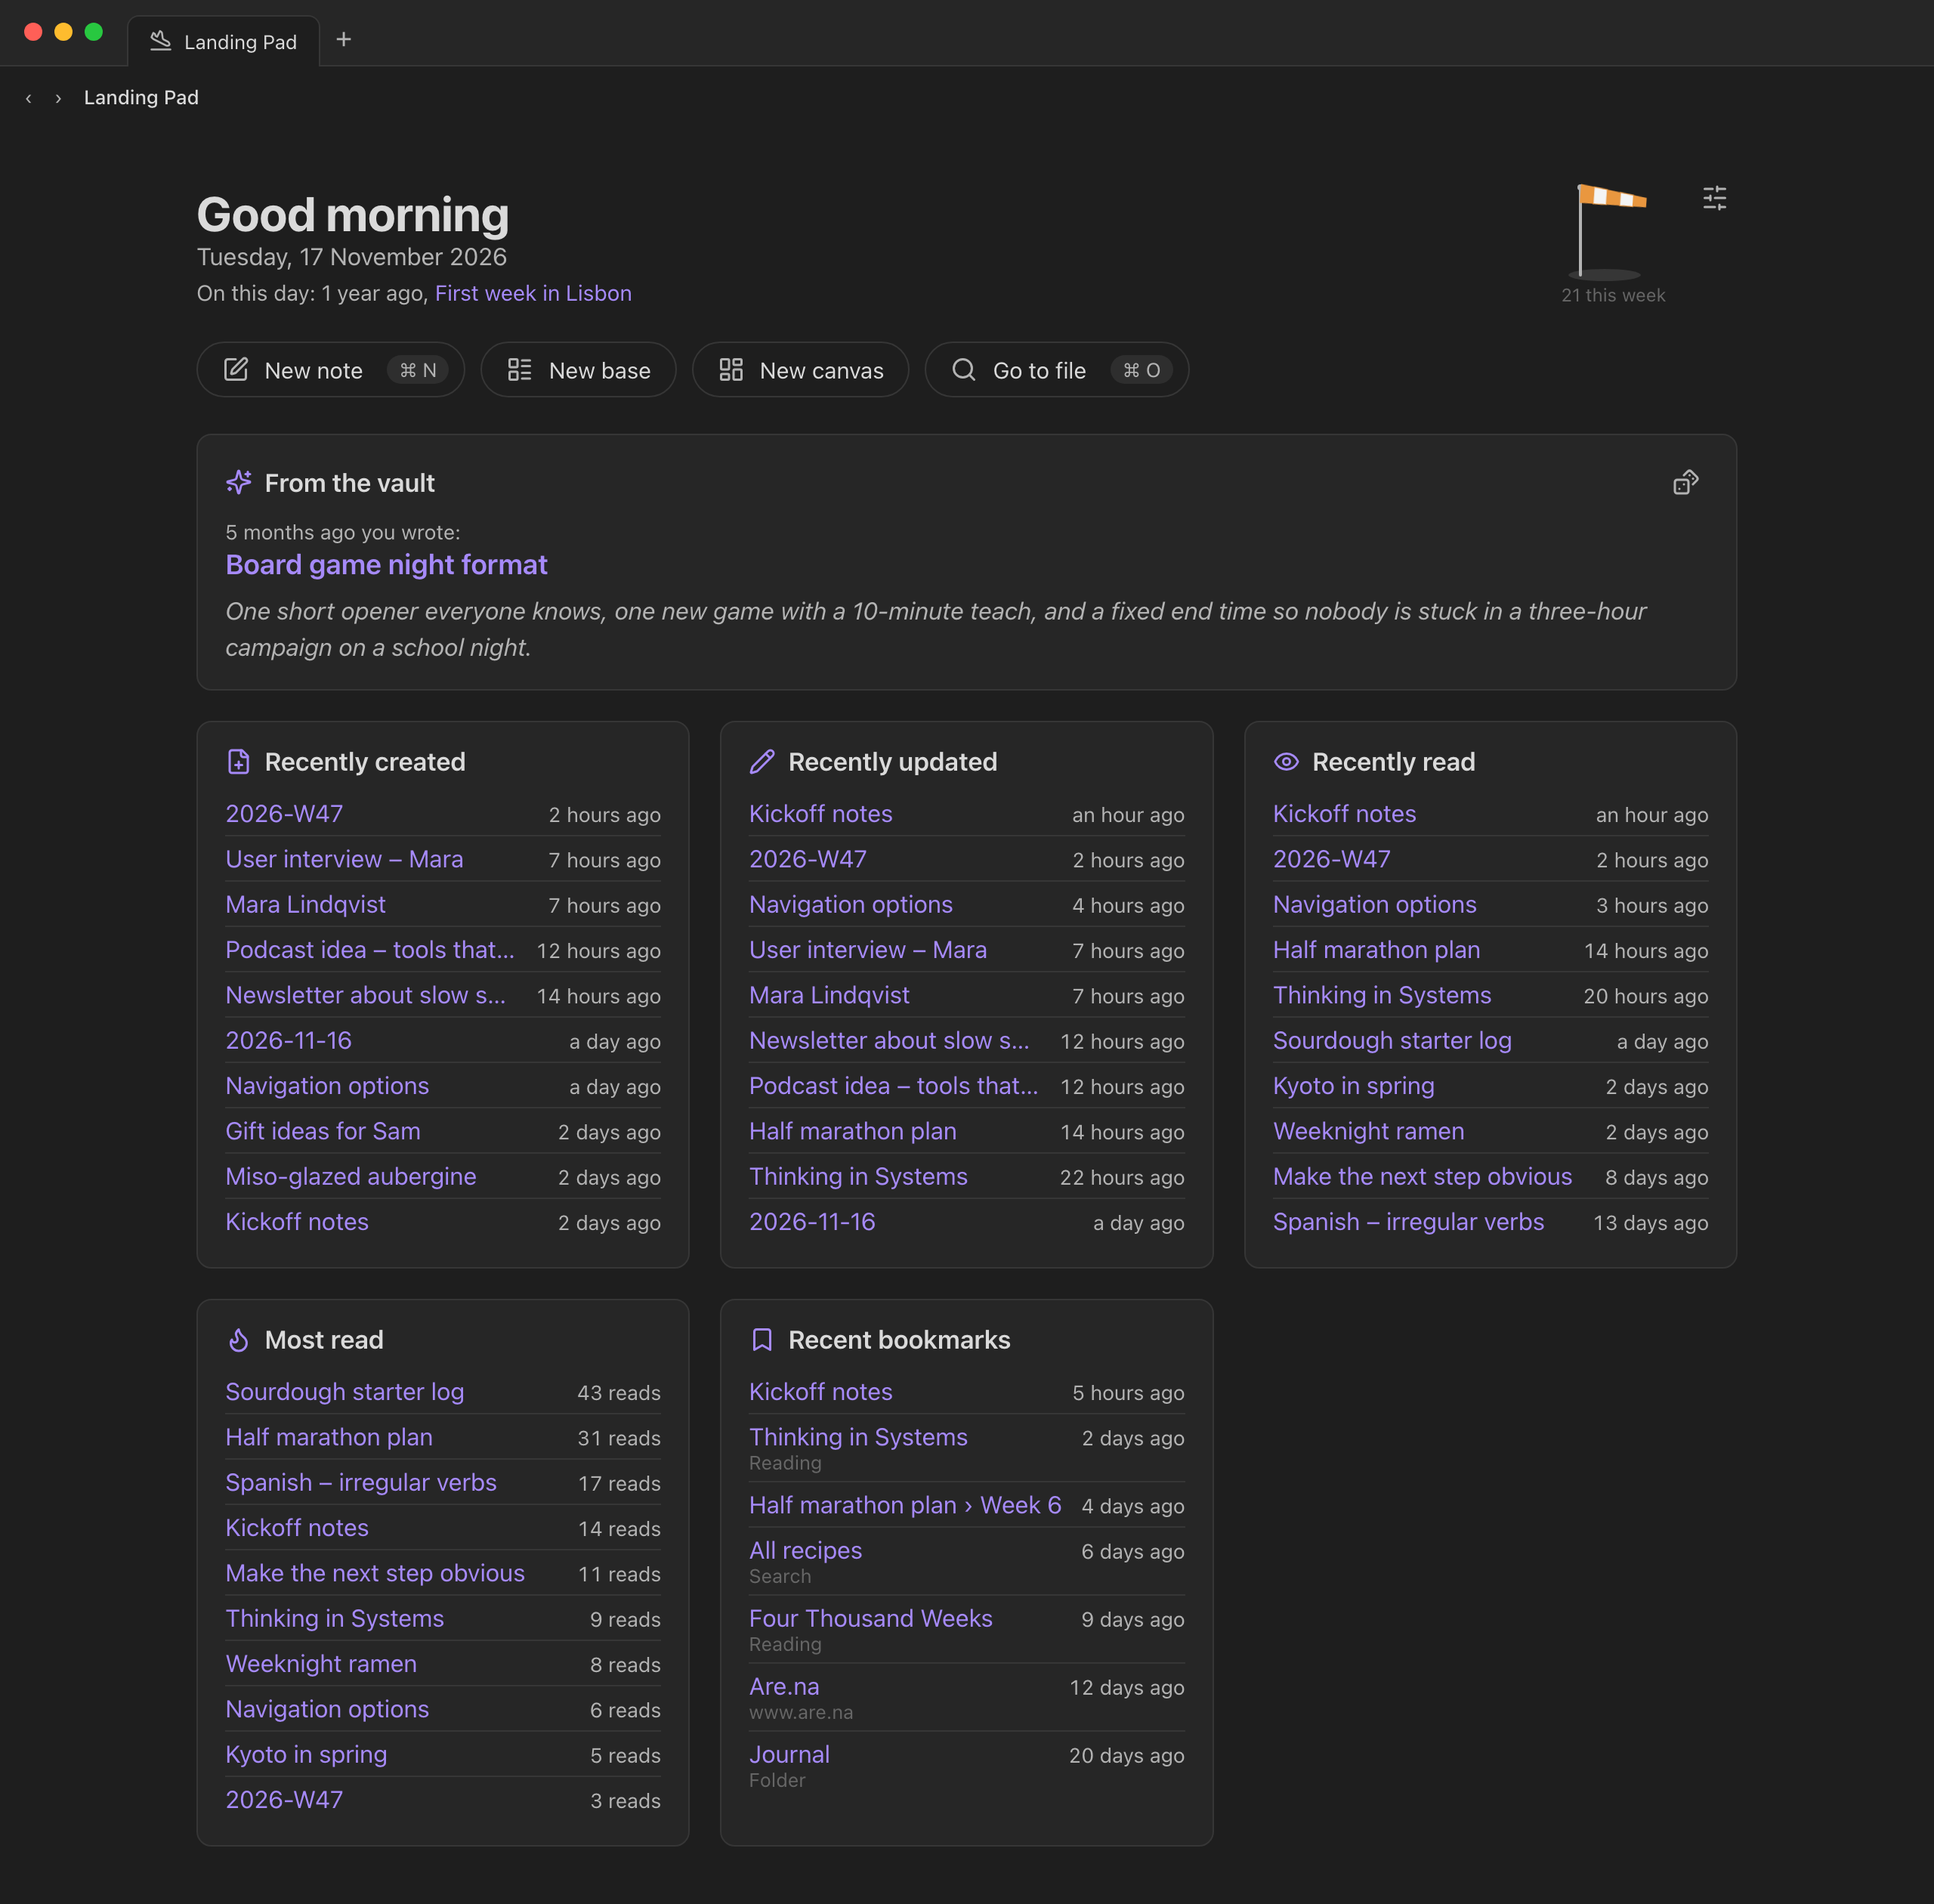 Landing Pad
Landing Pad
Good morning
Tuesday, 17 November 2026
On this day: 1 year ago, First week in Lisbon
21 this week
New note ⌘ N
New base
New canvas
Go to file ⌘ O
From the vault
5 months ago you wrote:
Board game night format
One short opener everyone knows, one new game with a 10-minute teach, and a fixed end time so nobody is stuck in a three-hour
campaign on a school night.
Recently created
2026-W47 2 hours ago
User interview – Mara 7 hours ago
Mara Lindqvist 7 hours ago
Podcast idea – tools that... 12 hours ago
Newsletter about slow s... 14 hours ago
2026-11-16 a day ago
Navigation options a day ago
Gift ideas for Sam 2 days ago
Miso-glazed aubergine 2 days ago
Kickoff notes 2 days ago
Recently updated
Kickoff notes an hour ago
2026-W47 2 hours ago
Navigation options 4 hours ago
User interview – Mara 7 hours ago
Mara Lindqvist 7 hours ago
Newsletter about slow s... 12 hours ago
Podcast idea – tools that... 12 hours ago
Half marathon plan 14 hours ago
Thinking in Systems 22 hours ago
2026-11-16 a day ago
Recently read
Kickoff notes an hour ago
2026-W47 2 hours ago
Navigation options 3 hours ago
Half marathon plan 14 hours ago
Thinking in Systems 20 hours ago
Sourdough starter log a day ago
Kyoto in spring 2 days ago
Weeknight ramen 2 days ago
Make the next step obvious 8 days ago
Spanish – irregular verbs 13 days ago
Most read
Sourdough starter log 43 reads
Half marathon plan 31 reads
Spanish – irregular verbs 17 reads
Kickoff notes 14 reads
Make the next step obvious 11 reads
Thinking in Systems 9 reads
Weeknight ramen 8 reads
Navigation options 6 reads
Kyoto in spring 5 reads
2026-W47 3 reads
Recent bookmarks
Kickoff notes 5 hours ago
Thinking in Systems 2 days ago
Reading
Half marathon plan › Week 6 4 days ago
All recipes 6 days ago
Search
Four Thousand Weeks 9 days ago
Reading
Are.na 12 days ago
www.are.na
Journal 20 days ago
Folder